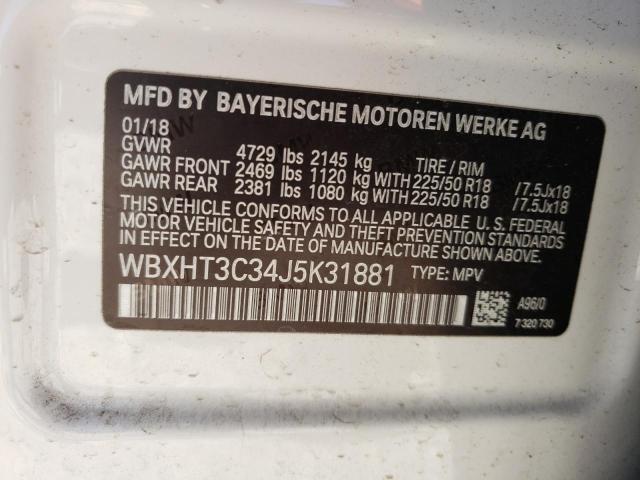 MFD BY BAYERISCHE MOTOREN WERKE AG
01/18
GVWR 4729 lbs 2145 kg TIRE / RIM
GAWR FRONT 2469 lbs 1120 kg WITH 225/50 R18 /7.5Jx18
GAWR REAR 2381 lbs 1080 kg WITH 225/50 R18 /7.5Jx18
THIS VEHICLE CONFORMS TO ALL APPLICABLE U. S. FEDERAL
MOTOR VEHICLE SAFETY AND THEFT PREVENTION STANDARDS
IN EFFECT ON THE DATE OF MANUFACTURE SHOWN ABOVE.
WBXHT3C34J5K31881 TYPE: MPV
A96/0
7 320 730